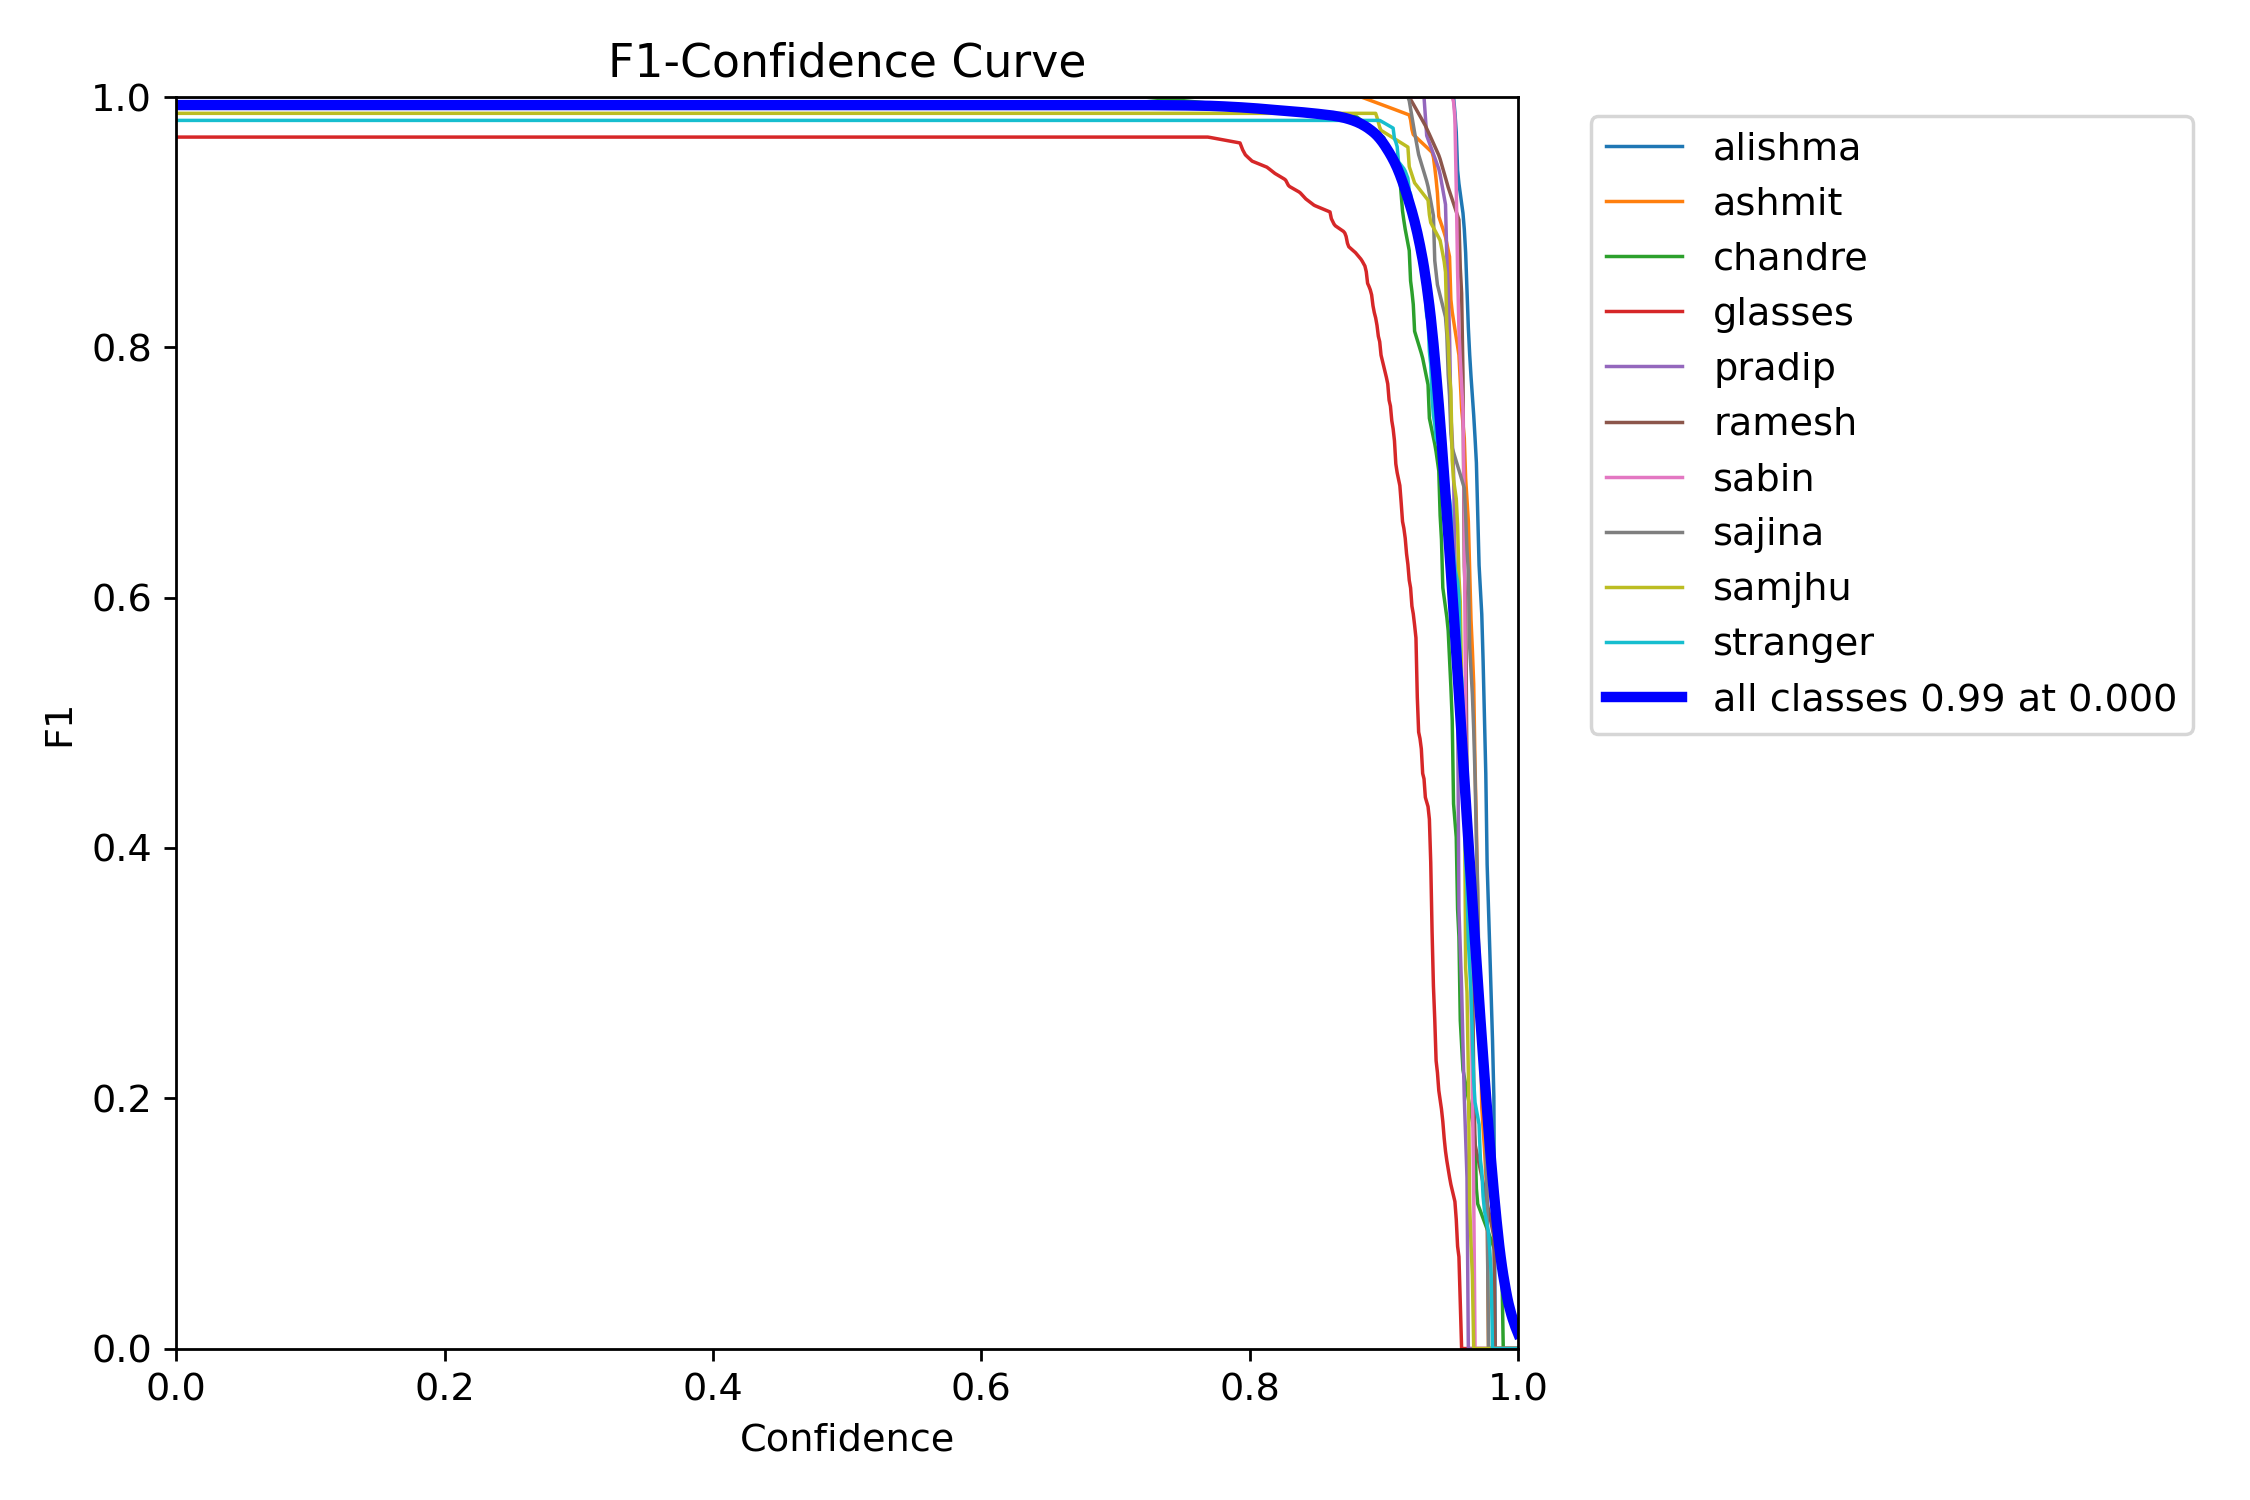 F1-Confidence Curve
1.0
0.8
0.6
0.4
0.2
0.0
F1
0.0 0.2 0.4 0.6 0.8 1.0
Confidence
alishma
ashmit
chandre
glasses
pradip
ramesh
sabin
sajina
samjhu
stranger
all classes 0.99 at 0.000